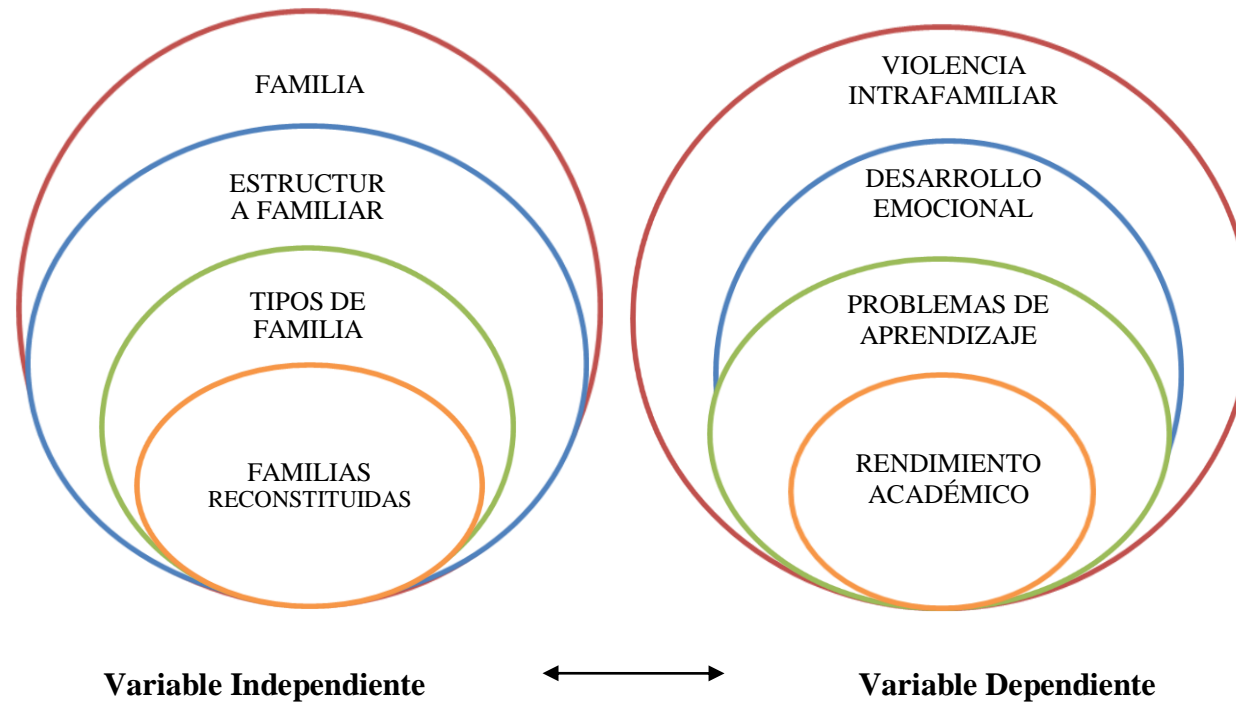 FAMILIA
ESTRUCTUR
A FAMILIAR
TIPOS DE
FAMILIA
FAMILIAS
RECONSTITUIDAS
VIOLENCIA
INTRAFAMILIAR
DESARROLLO
EMOCIONAL
PROBLEMAS DE
APRENDIZAJE
RENDIMIENTO
ACADÉMICO
Variable Independiente
Variable Dependiente